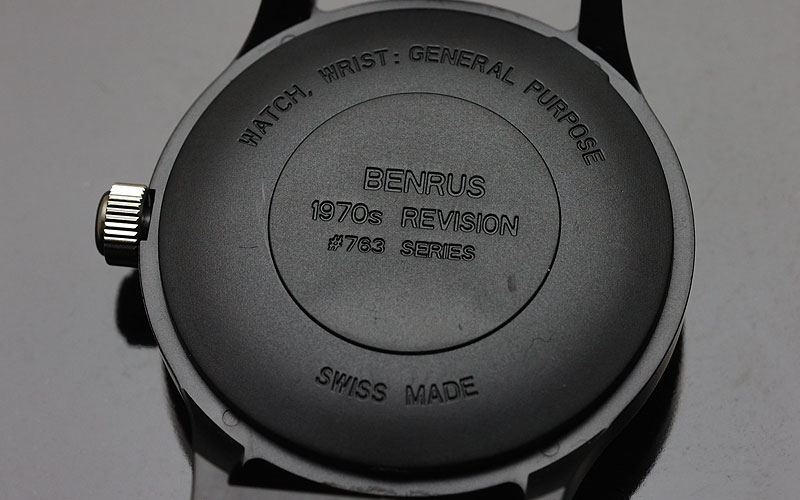 WATCH, WRIST: GENERAL PURPOSE
BENRUS
1970s REVISION
#763 SERIES
SWISS MADE